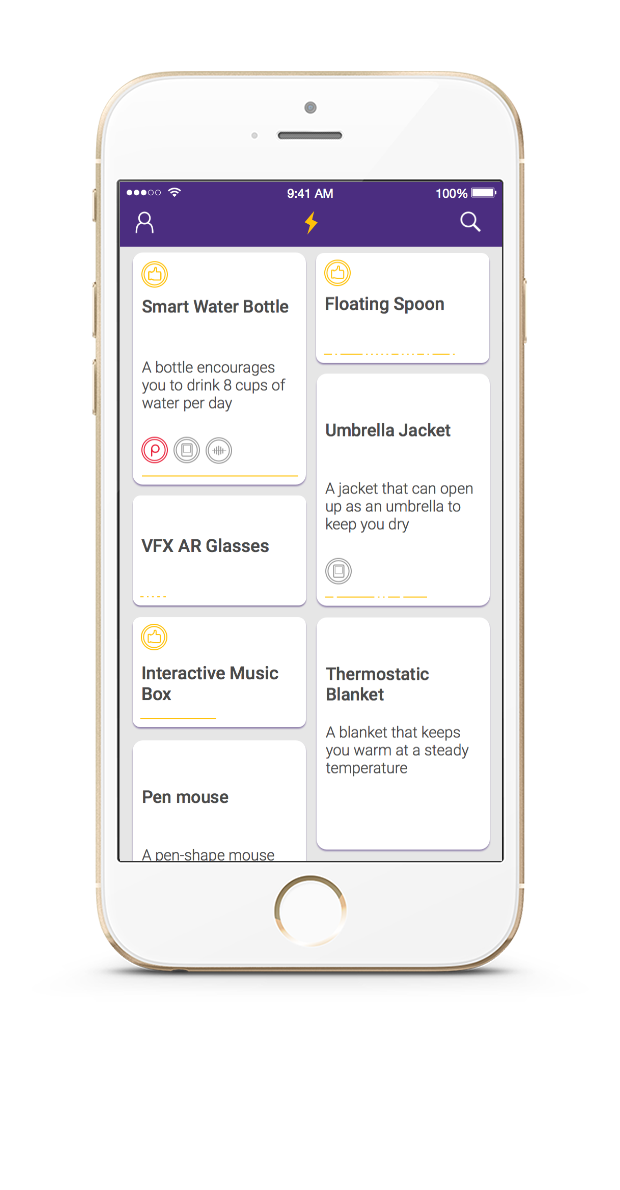 9:41 AM
100%
Smart Water Bottle
A bottle encourages
you to drink 8 cups of
water per day
VFX AR Glasses
Interactive Music
Box
Pen mouse
A pen-shape mouse
Floating Spoon
Umbrella Jacket
A jacket that can open
up as an umbrella to
keep you dry
Thermostatic
Blanket
A blanket that keeps
you warm at a steady
temperature